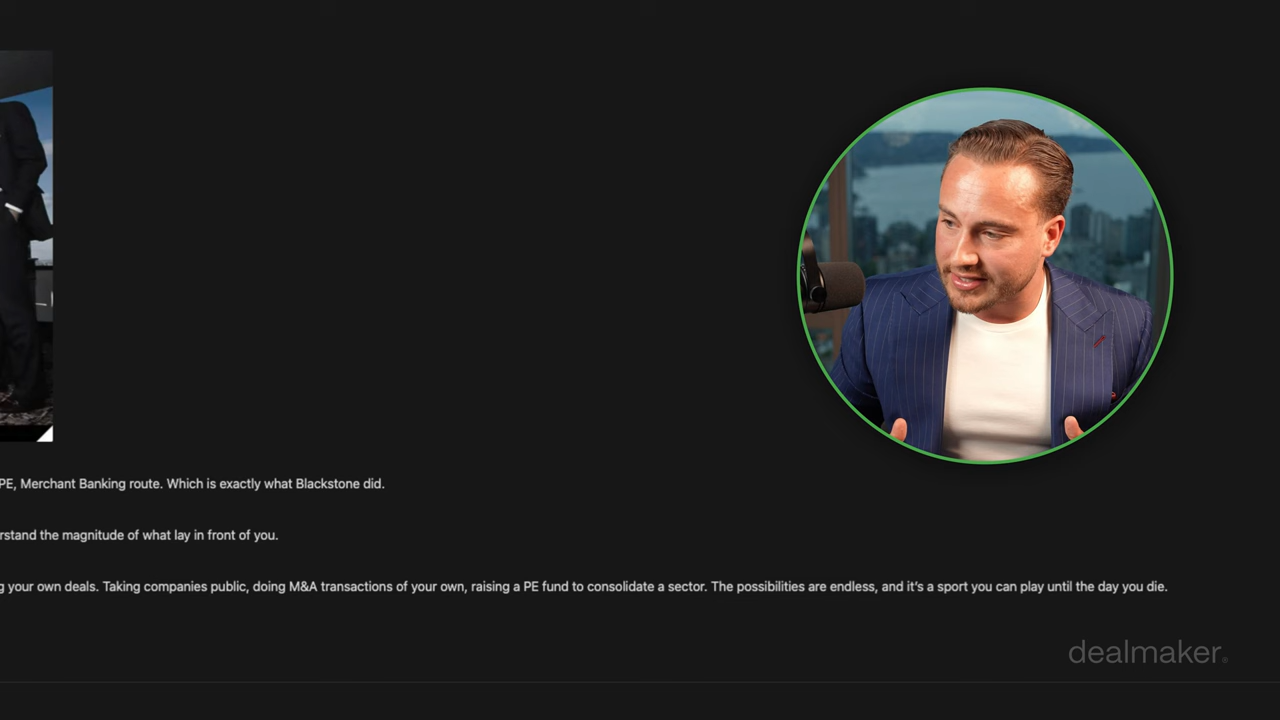 PE, Merchant Banking route. Which is exactly what Blackstone did.
rstand the magnitude of what lay in front of you.
g your own deals. Taking companies public, doing M&A transactions of your own, raising a PE fund to consolidate a sector. The possibilities are endless, and it's a sport you can play until the day you die.
dealmaker.®